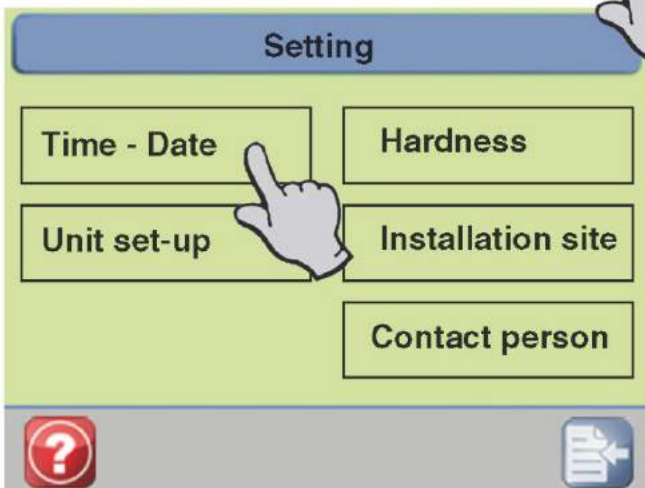 Setting
Time - Date
Hardness
Unit set-up
Installation site
Contact person
?